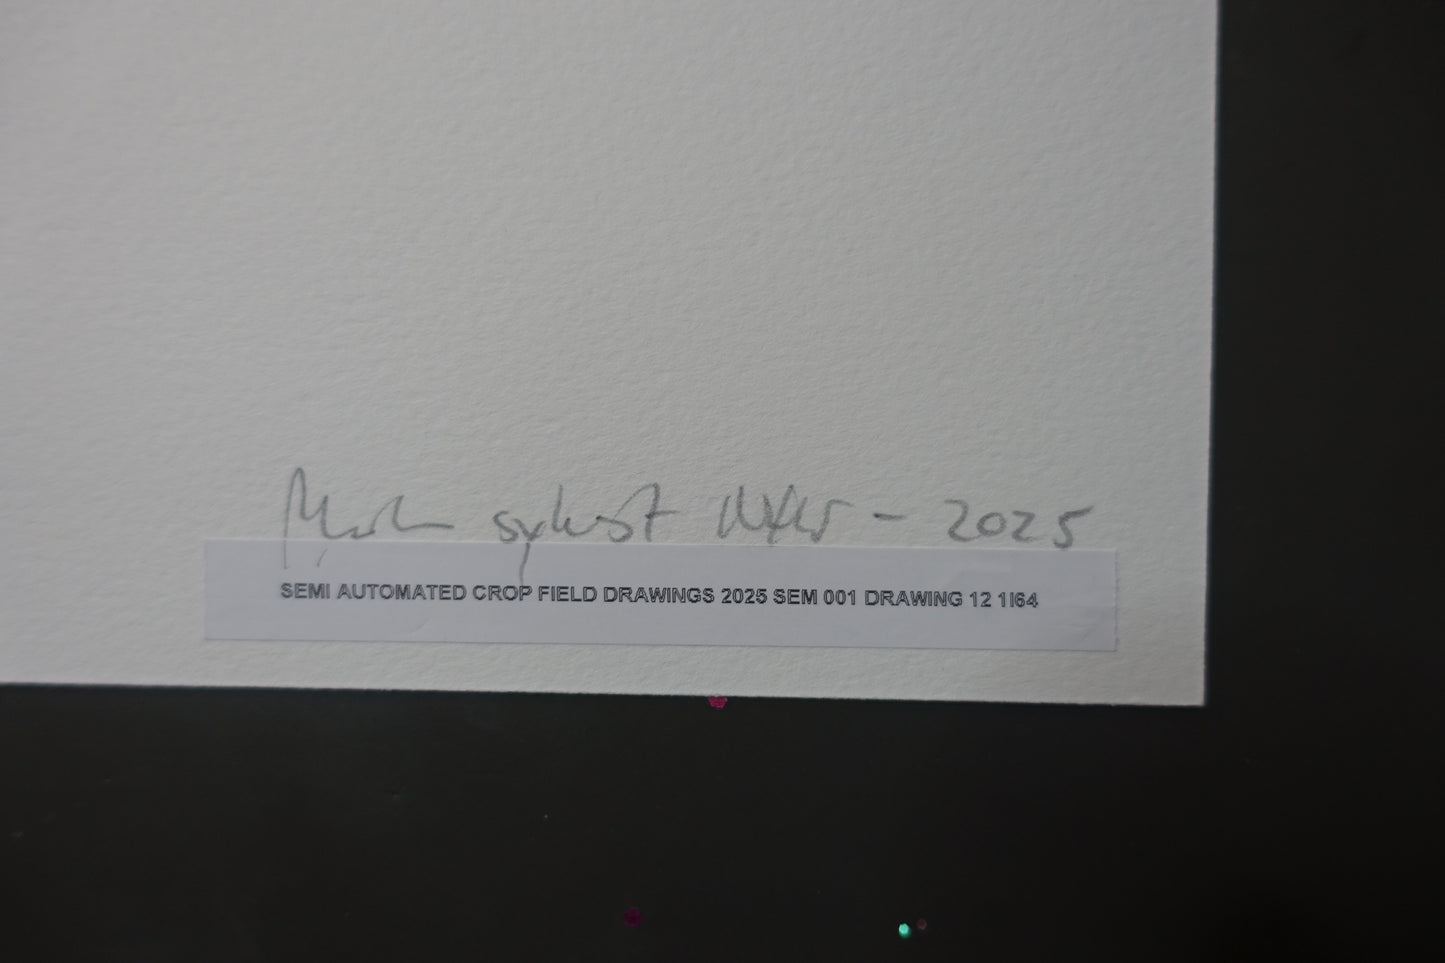 - 2025
SEMI AUTOMATED CROP FIELD DRAWINGS 2025 SEM 001 DRAWING 12 1I64